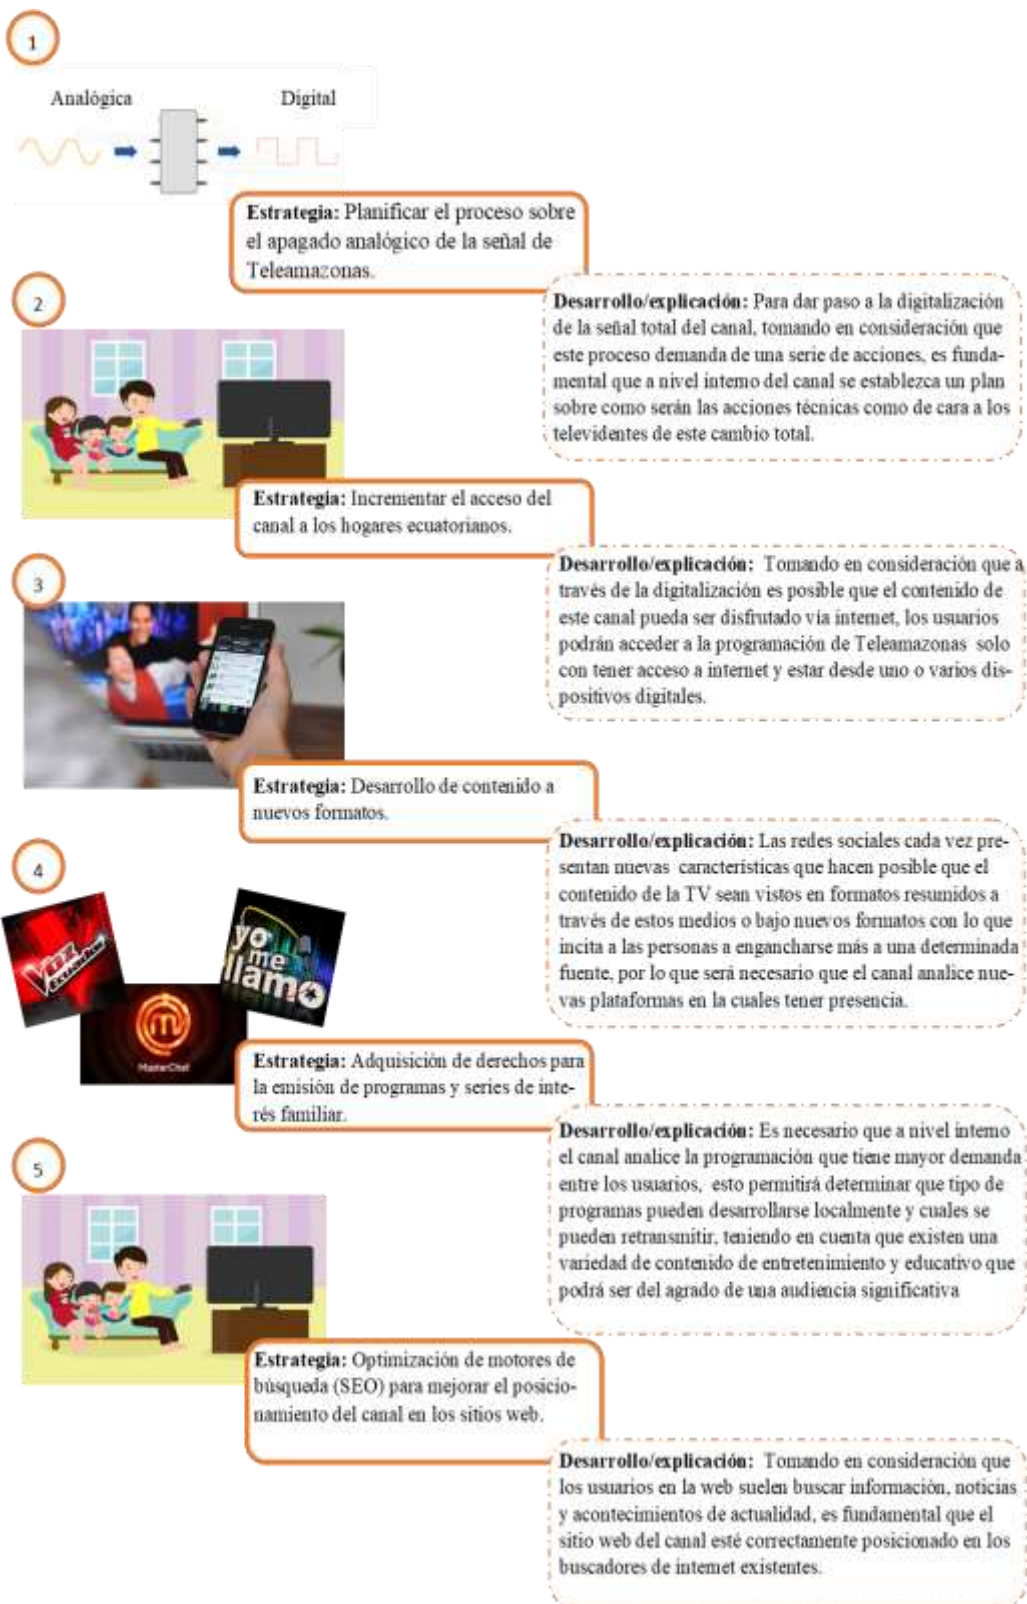 1
Analógica
Digital
Estrategia: Planificar el proceso sobre
el apagado analógico de la señal de
Teleamazonas.
Desarrollo/explicación: Para dar paso a la digitalización
de la señal total del canal, tomando en consideración que
este proceso demanda de una serie de acciones, es funda-
mental que a nivel interno del canal se establezca un plan
sobre como serán las acciones técnicas como de cara a los
televidentes de este cambio total.
2
Estrategia: Incrementar el acceso del
canal a los hogares ecuatorianos.
Desarrollo/explicación: Tomando en consideración que a
través de la digitalización es posible que el contenido de
este canal pueda ser disfrutado vía internet, los usuarios
podrán acceder a la programación de Teleamazonas solo
con tener acceso a internet y estar desde uno o varios dis-
positivos digitales.
3
Estrategia: Desarrollo de contenido a
nuevos formatos.
Desarrollo/explicación: Las redes sociales cada vez pre-
sentan nuevas características que hacen posible que el
contenido de la TV sean vistos en formatos resumidos a
través de estos medios o bajo nuevos formatos con lo que
incita a las personas a engancharse más a una determinada
fuente, por lo que será necesario que el canal analice nue-
vas plataformas en la cuales tener presencia.
4
La Voz
Ecuador
yo
me
llamo
MasterChef
Estrategia: Adquisición de derechos para
la emisión de programas y series de inte-
rés familiar.
Desarrollo/explicación: Es necesario que a nivel interno
el canal analice la programación que tiene mayor demanda
entre los usuarios, esto permitirá determinar que tipo de
programas pueden desarrollarse localmente y cuales se
pueden retransmitir, teniendo en cuenta que existen una
variedad de contenido de entretenimiento y educativo que
podrá ser del agrado de una audiencia significativa
5
Estrategia: Optimización de motores de
búsqueda (SEO) para mejorar el posicio-
namiento del canal en los sitios web.
Desarrollo/explicación: Tomando en consideración que
los usuarios en la web suelen buscar información, noticias
y acontecimientos de actualidad, es fundamental que el
sitio web del canal esté correctamente posicionado en los
buscadores de internet existentes.